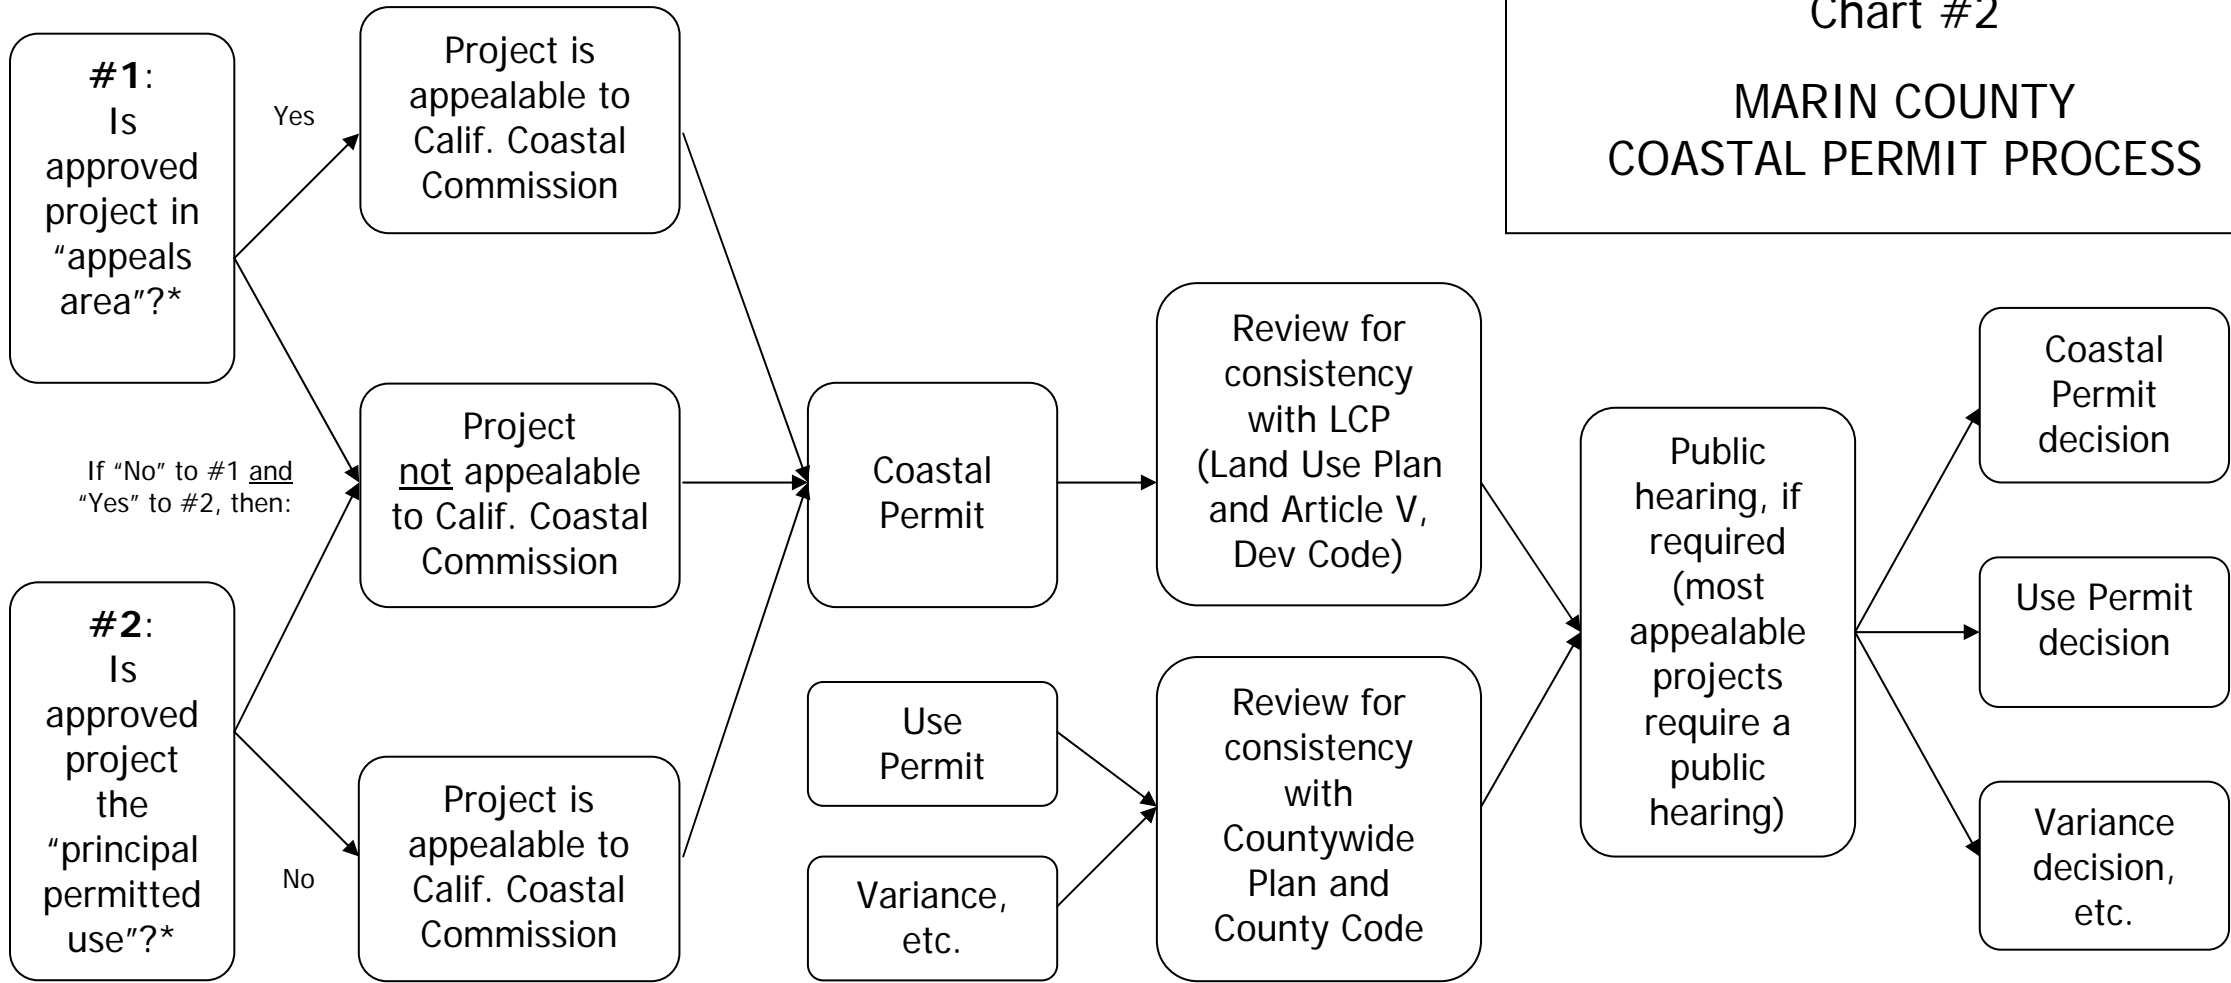 Chart #2
MARIN COUNTY
COASTAL PERMIT PROCESS
#1:
Is
approved
project in
“appeals
area”?*
Yes
Project is
appealable to
Calif. Coastal
Commission
If “No” to #1 and
“Yes” to #2, then:
Project
not appealable
to Calif. Coastal
Commission
#2:
Is
approved
project
the
“principal
permitted
use”?*
No
Project is
appealable to
Calif. Coastal
Commission
Coastal
Permit
Use
Permit
Variance,
etc.
Review for
consistency
with LCP
(Land Use Plan
and Article V,
Dev Code)
Review for
consistency
with
Countywide
Plan and
County Code
Public
hearing, if
required
(most
appealable
projects
require a
public
hearing)
Coastal
Permit
decision
Use Permit
decision
Variance
decision,
etc.